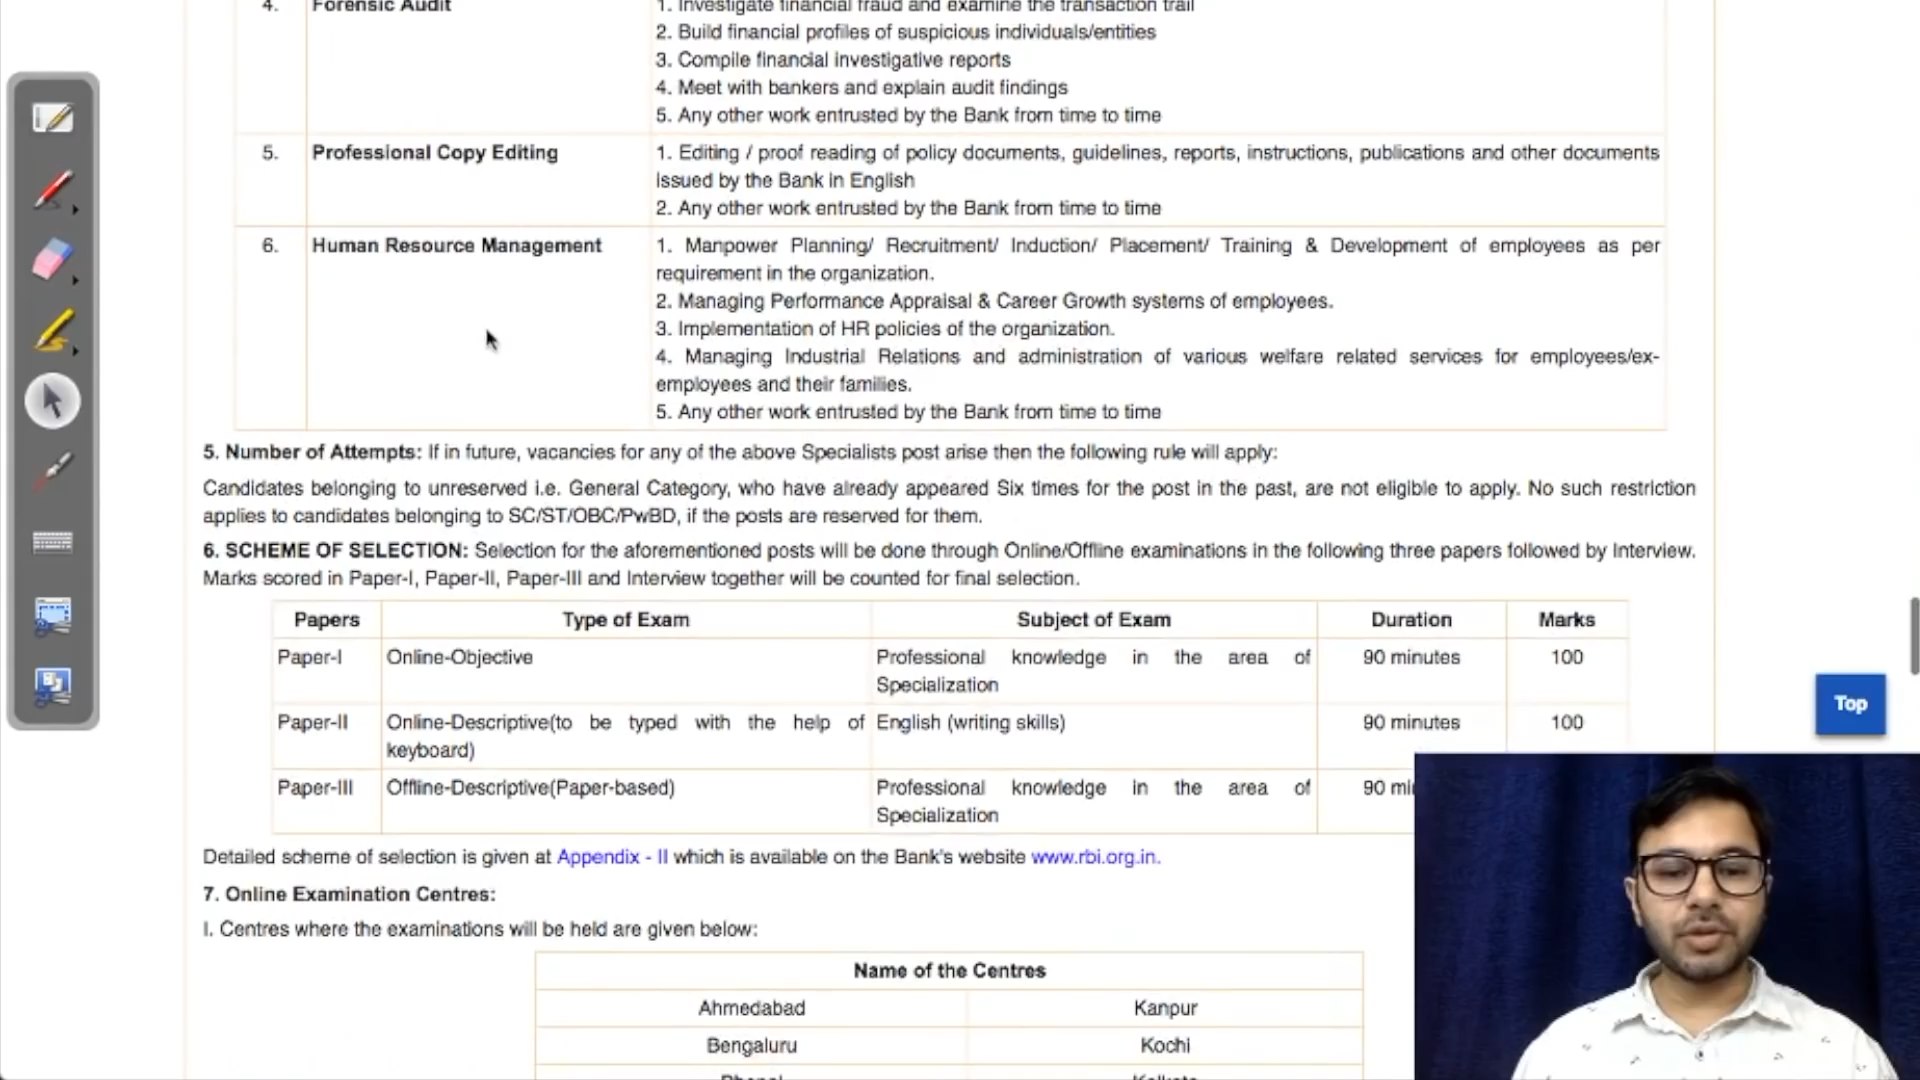 4. Forensic Audit 1. Investigate financial fraud and examine the transaction trail
2. Build financial profiles of suspicious individuals/entities
3. Compile financial investigative reports
4. Meet with bankers and explain audit findings
5. Any other work entrusted by the Bank from time to time
5. Professional Copy Editing 1. Editing / proof reading of policy documents, guidelines, reports, instructions, publications and other documents
issued by the Bank in English
2. Any other work entrusted by the Bank from time to time
6. Human Resource Management 1. Manpower Planning/ Recruitment/ Induction/ Placement/ Training & Development of employees as per
requirement in the organization.
2. Managing Performance Appraisal & Career Growth systems of employees.
3. Implementation of HR policies of the organization.
4. Managing Industrial Relations and administration of various welfare related services for employees/ex-
employees and their families.
5. Any other work entrusted by the Bank from time to time
5. Number of Attempts: If in future, vacancies for any of the above Specialists post arise then the following rule will apply:
Candidates belonging to unreserved i.e. General Category, who have already appeared Six times for the post in the past, are not eligible to apply. No such restriction
applies to candidates belonging to SC/ST/OBC/PwBD, if the posts are reserved for them.
6. SCHEME OF SELECTION: Selection for the aforementioned posts will be done through Online/Offline examinations in the following three papers followed by Interview.
Marks scored in Paper-I, Paper-II, Paper-III and Interview together will be counted for final selection.
Papers Type of Exam Subject of Exam Duration Marks
Paper-I Online-Objective Professional knowledge in the area of 90 minutes 100
Specialization
Paper-II Online-Descriptive(to be typed with the help of English (writing skills) 90 minutes 100
keyboard)
Paper-III Offline-Descriptive(Paper-based) Professional knowledge in the area of 90
Specialization
Top
Detailed scheme of selection is given at Appendix - II which is available on the Bank's website www.rbi.org.in.
7. Online Examination Centres:
I. Centres where the examinations will be held are given below:
Name of the Centres
Ahmedabad Kanpur
Bengaluru Kochi